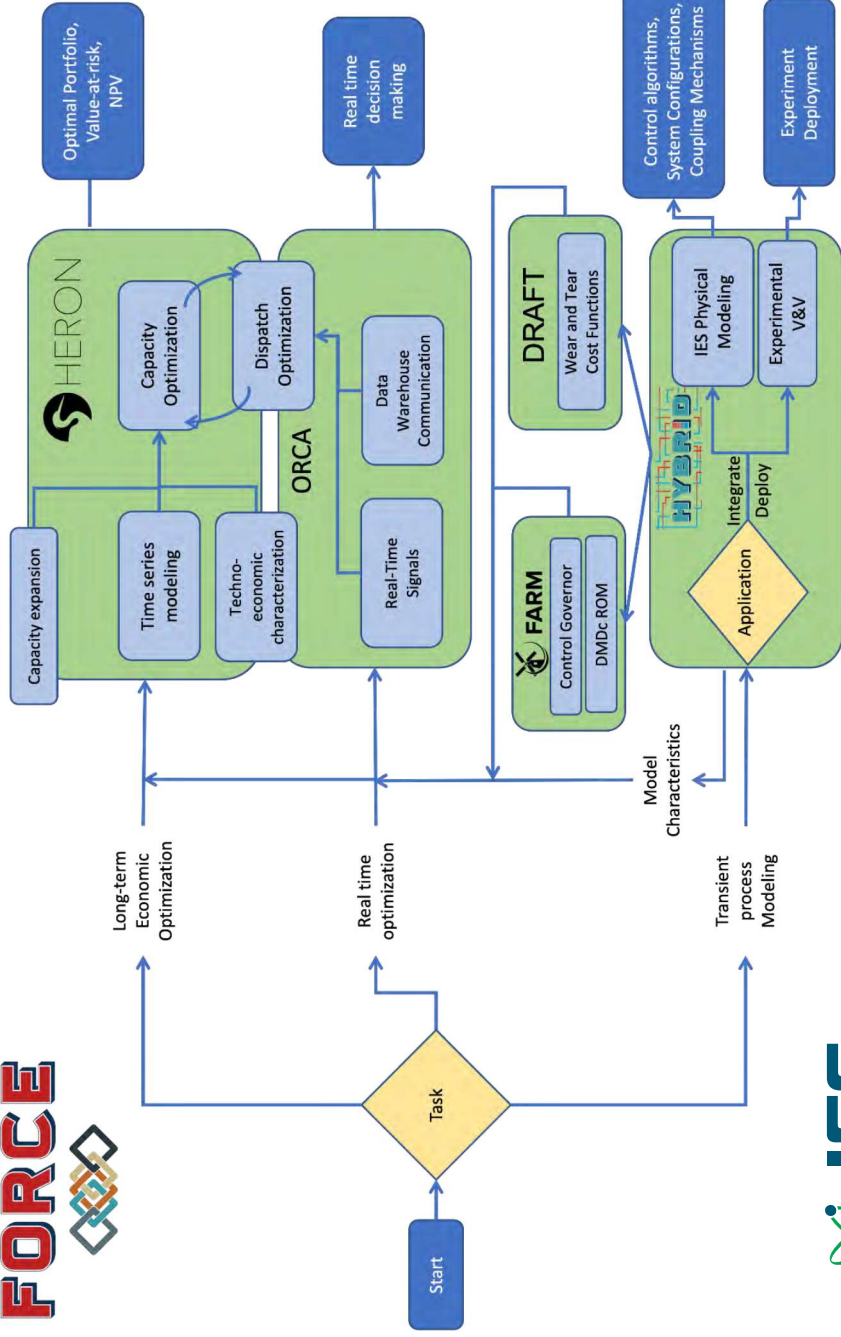 FORCE
Start
Task
Long-term
Economic
Optimization
Real time
optimization
Transient
process
Modeling
Model
Characteristics
HERON
Capacity expansion
Time series
modeling
Techno-
economic
characterization
Capacity
Optimization
Dispatch
Optimization
ORCA
Real-Time
Signals
Data
Warehouse
Communication
Optimal Portfolio,
Value-at-risk,
NPV
Real time
decision
making
FARM
Control Governor
DMDc ROM
DRAFT
Wear and Tear
Cost Functions
HYBRID
Application
Integrate
Deploy
IES Physical
Modeling
Experimental
V&V
Control algorithms,
System Configurations,
Coupling Mechanisms
Experiment
Deployment